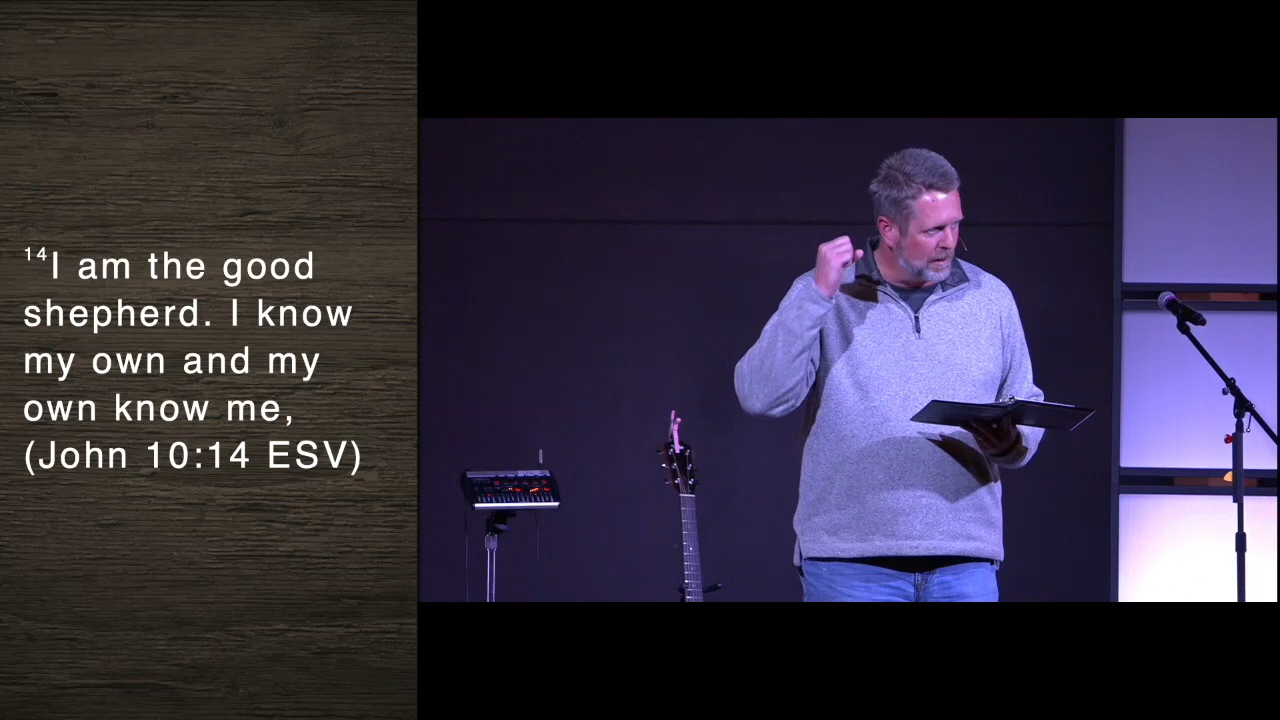 ¹⁴I am the good
shepherd. I know
my own and my
own know me,
(John 10:14 ESV)